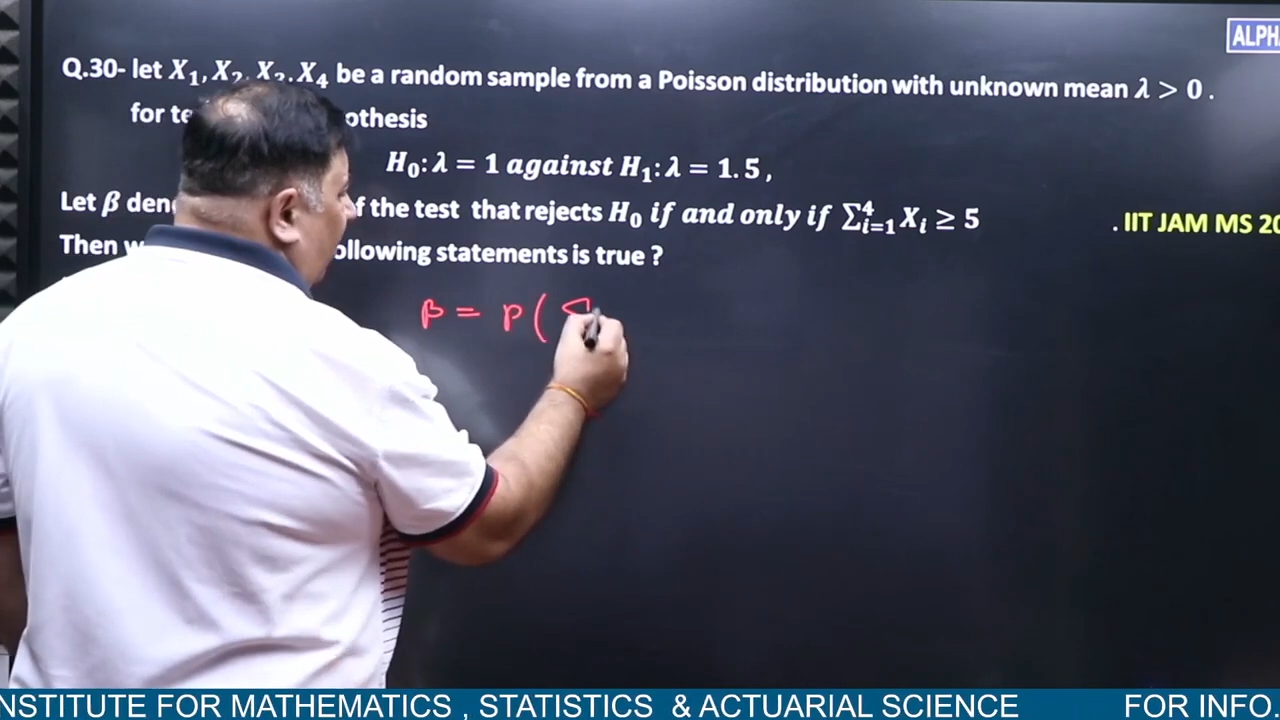 ALPH
Q.30- let X₁, X₂, X₃, X₄ be a random sample from a Poisson distribution with unknown mean λ > 0 .
for te othesis
H₀: λ = 1 against H₁: λ = 1.5 ,
Let β den f the test that rejects H₀ if and only if ∑⁴ᵢ₌₁ Xᵢ ≥ 5 . IIT JAM MS 20
Then w ollowing statements is true ?
β = P(
NSTITUTE FOR MATHEMATICS , STATISTICS & ACTUARIAL SCIENCE FOR INFO